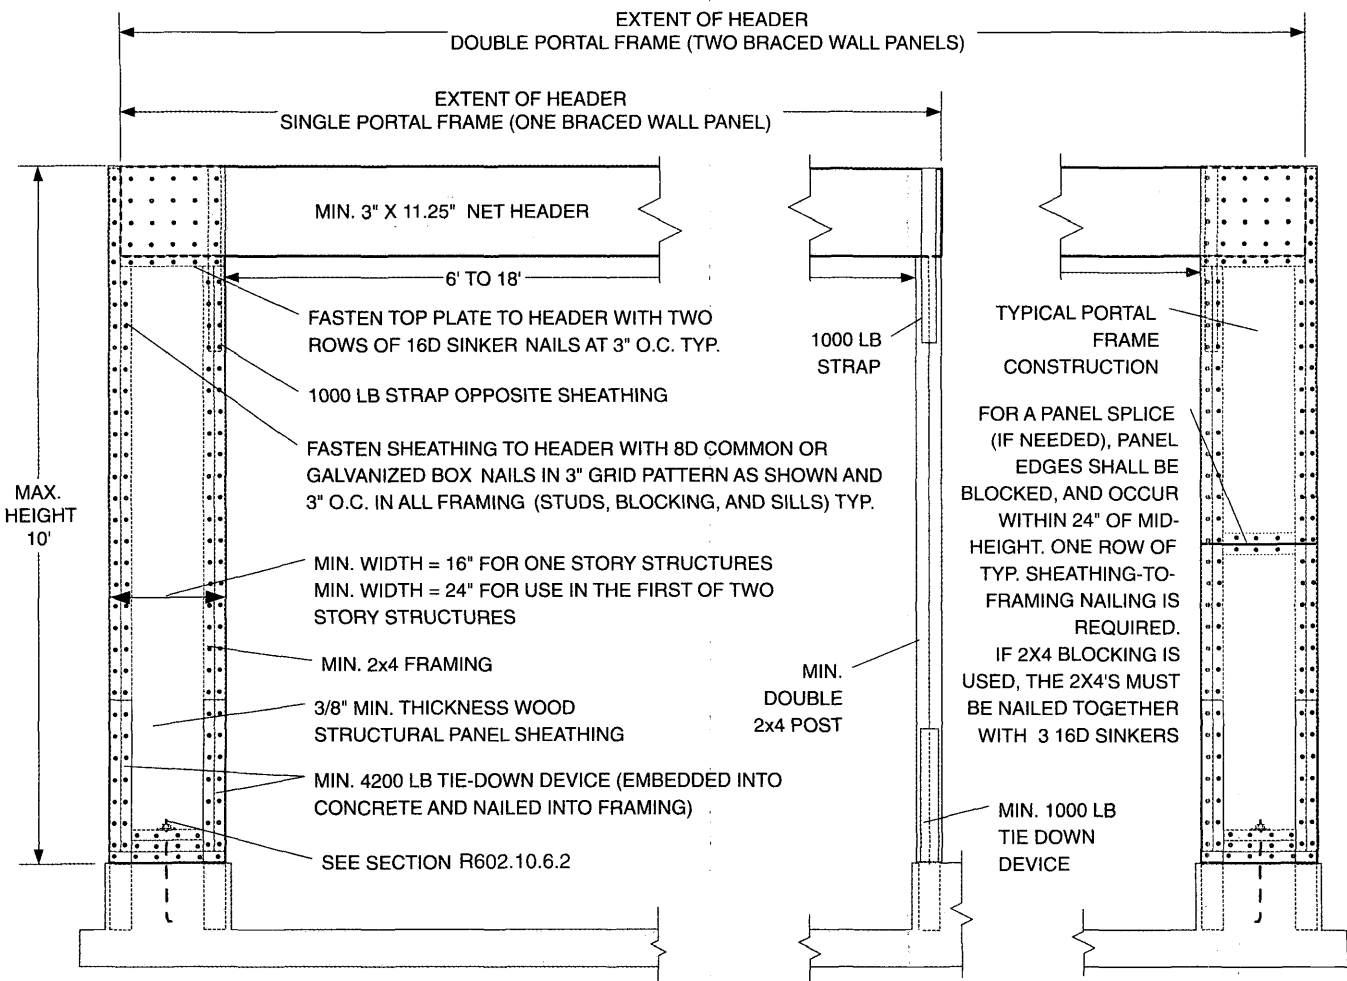 EXTENT OF HEADER
DOUBLE PORTAL FRAME (TWO BRACED WALL PANELS)
EXTENT OF HEADER
SINGLE PORTAL FRAME (ONE BRACED WALL PANEL)
MIN. 3" X 11.25" NET HEADER
6' TO 18'
FASTEN TOP PLATE TO HEADER WITH TWO
ROWS OF 16D SINKER NAILS AT 3" O.C. TYP.
1000 LB STRAP OPPOSITE SHEATHING
FASTEN SHEATHING TO HEADER WITH 8D COMMON OR
GALVANIZED BOX NAILS IN 3" GRID PATTERN AS SHOWN AND
3" O.C. IN ALL FRAMING (STUDS, BLOCKING, AND SILLS) TYP.
MAX.
HEIGHT
10'
MIN. WIDTH = 16" FOR ONE STORY STRUCTURES
MIN. WIDTH = 24" FOR USE IN THE FIRST OF TWO
STORY STRUCTURES
MIN. 2x4 FRAMING
3/8" MIN. THICKNESS WOOD
STRUCTURAL PANEL SHEATHING
MIN. 4200 LB TIE-DOWN DEVICE (EMBEDDED INTO
CONCRETE AND NAILED INTO FRAMING)
SEE SECTION R602.10.6.2
1000 LB
STRAP
MIN.
DOUBLE
2x4 POST
TYPICAL PORTAL
FRAME
CONSTRUCTION
FOR A PANEL SPLICE
(IF NEEDED), PANEL
EDGES SHALL BE
BLOCKED, AND OCCUR
WITHIN 24" OF MID-
HEIGHT. ONE ROW OF
TYP. SHEATHING-TO-
FRAMING NAILING IS
REQUIRED.
IF 2X4 BLOCKING IS
USED, THE 2X4'S MUST
BE NAILED TOGETHER
WITH 3 16D SINKERS
MIN. 1000 LB
TIE DOWN
DEVICE